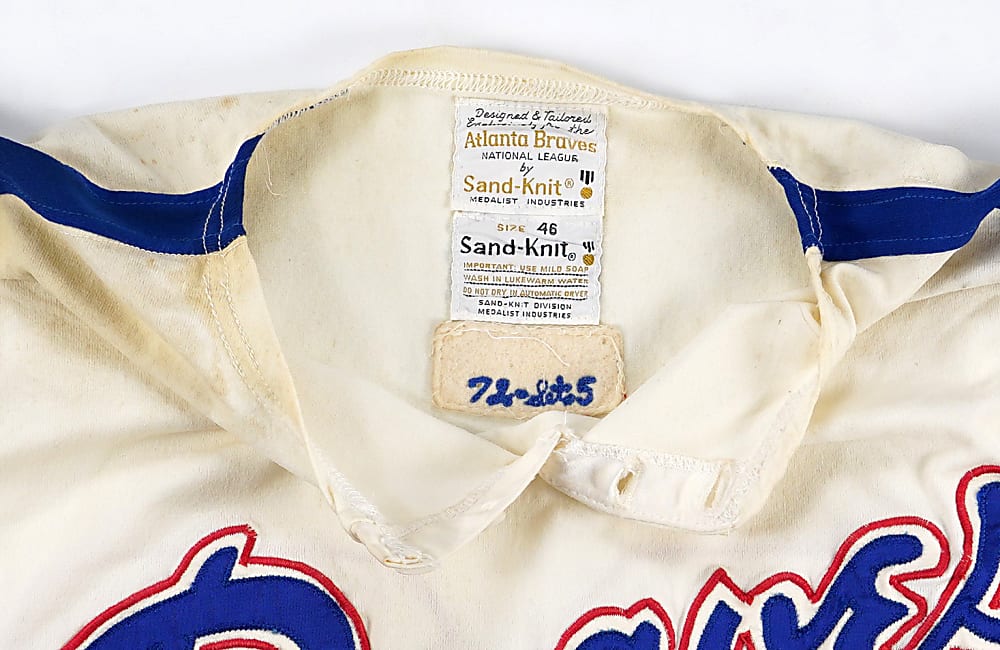 Designed & Tailored
Exclusively for the
Atlanta Braves
NATIONAL LEAGUE
by
Sand-Knit®
MEDALIST INDUSTRIES
SIZE 46
Sand-Knit®
IMPORTANT: USE MILD SOAP
WASH IN LUKEWARM WATER
DO NOT DRY IN AUTOMATIC DRYER
SAND-KNIT DIVISION
MEDALIST INDUSTRIES
72-Set 5